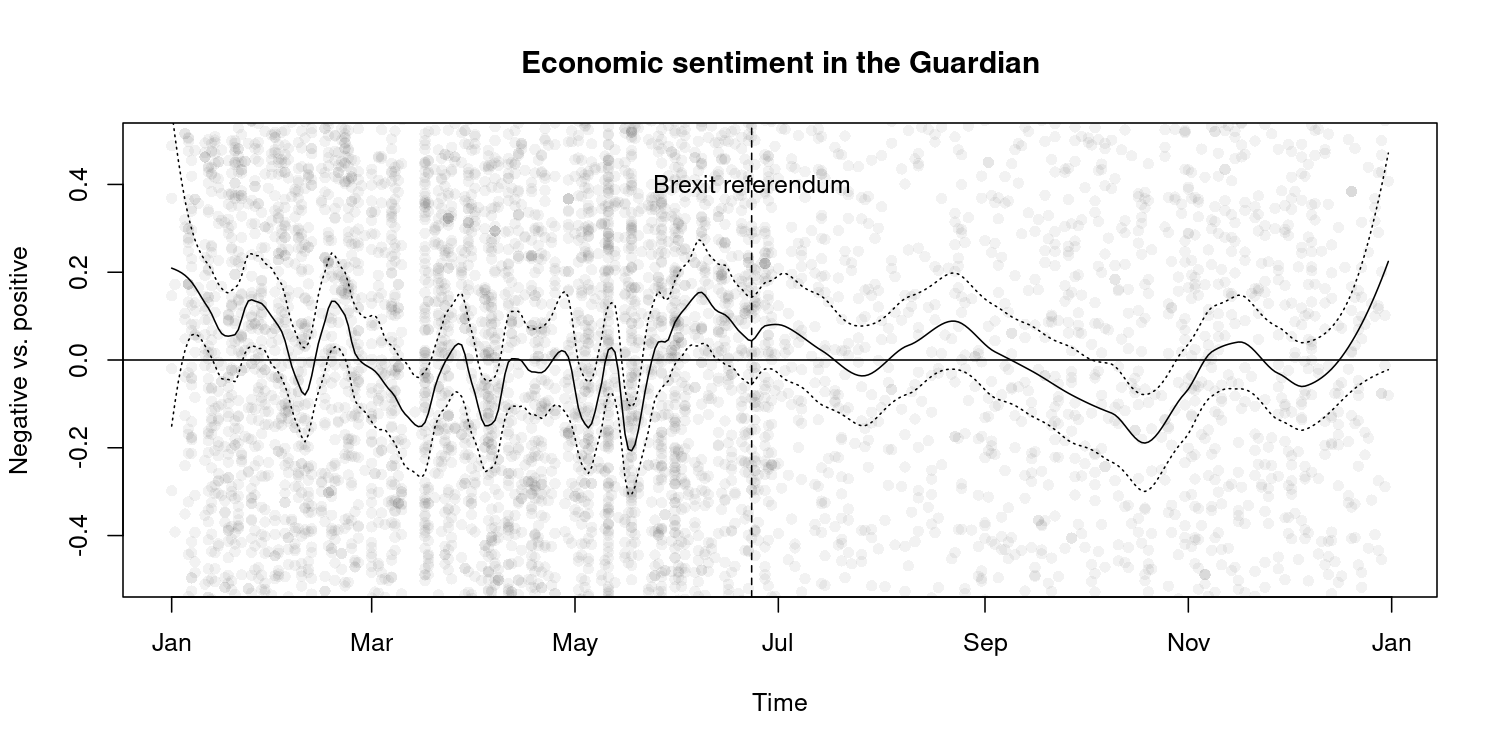 Economic sentiment in the Guardian
Negative vs. positive
0.4
0.2
0.0
-0.2
-0.4
Brexit referendum
Jan
Mar
May
Jul
Sep
Nov
Jan
Time